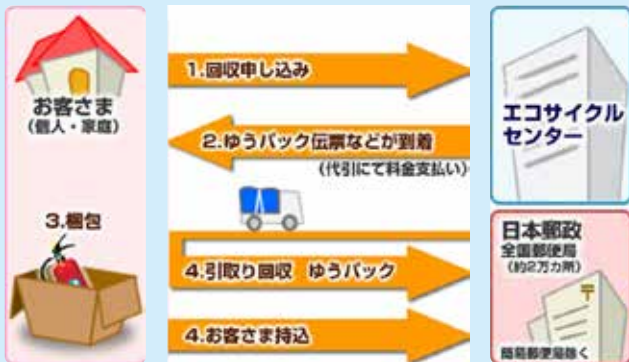 お客さま
(個人・家庭)
1.回収申し込み
エコサイクル
センター
2.ゆうパック伝票などが到着
(代引にて料金支払い)
3.梱包
4.引取り回収 ゆうパック
4.お客さま持込
日本郵政
全国郵便局
(約2万カ所)
〒
簡易郵便局除く